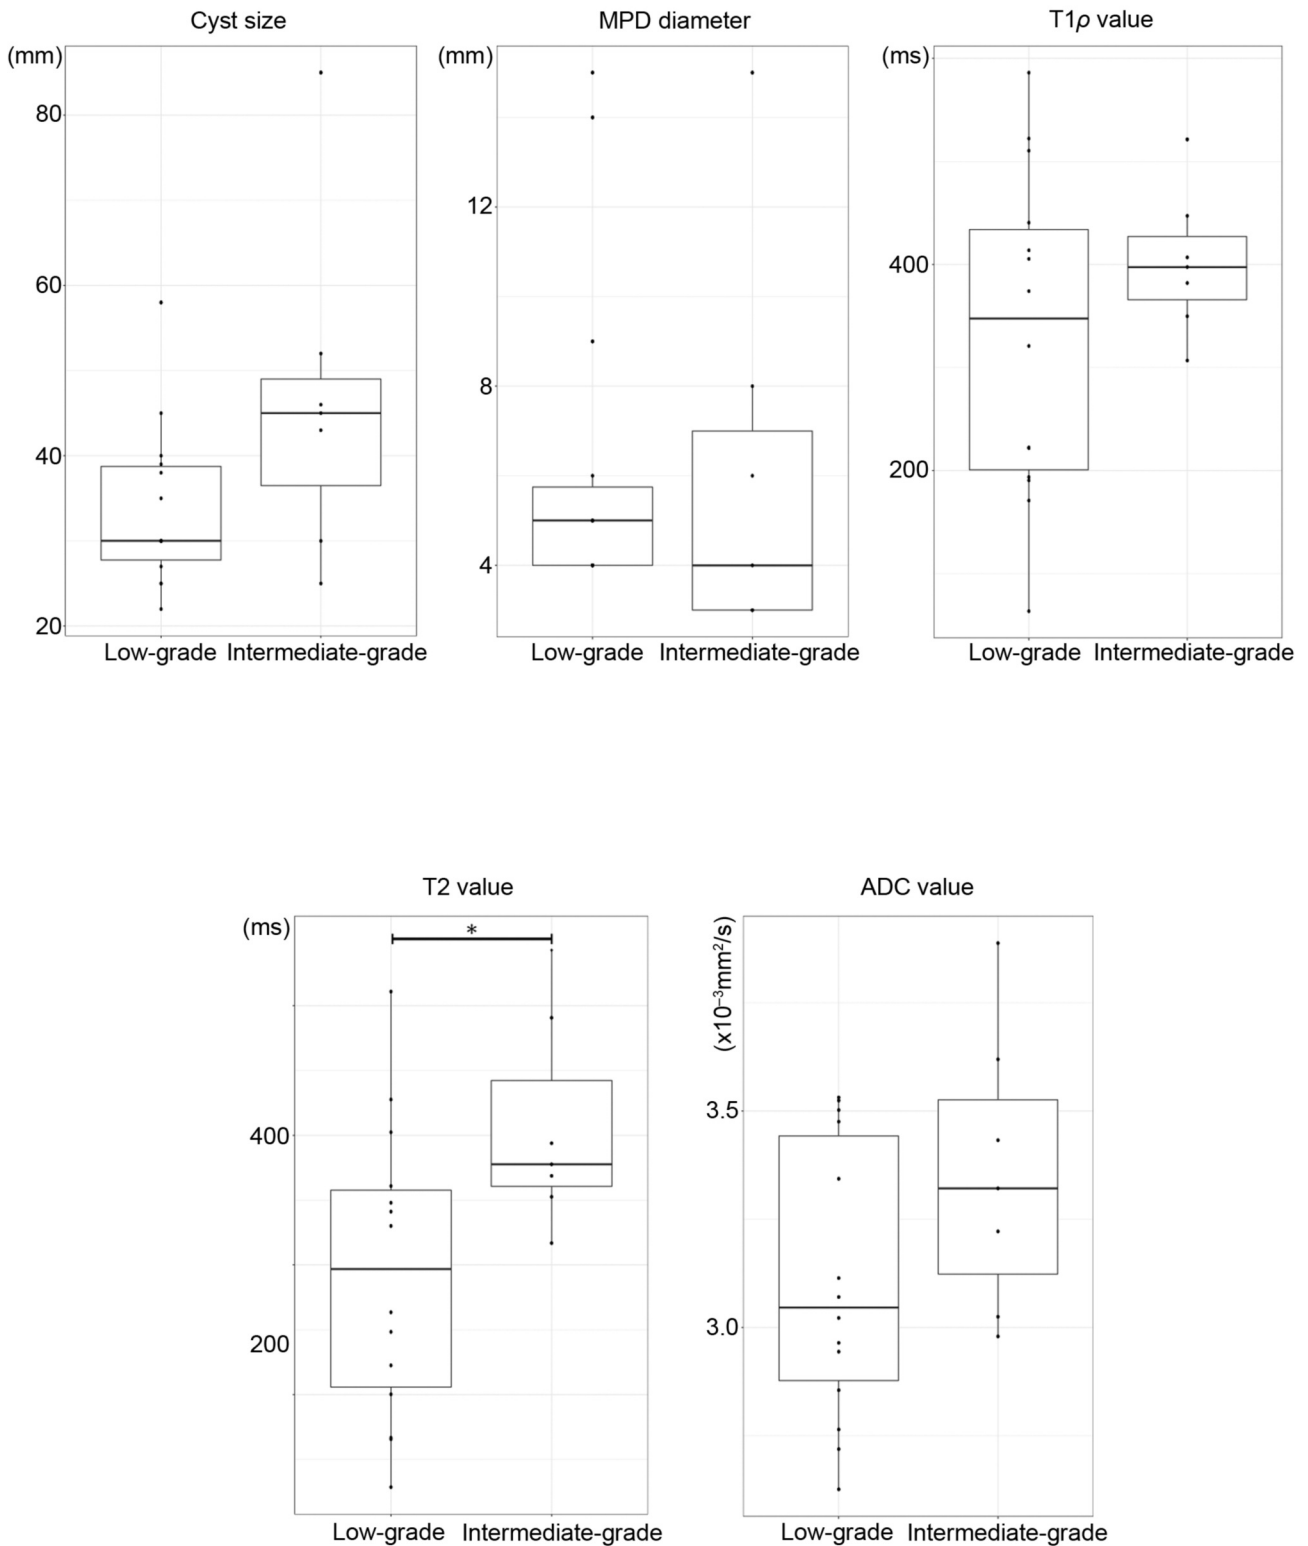 Cyst size
(mm)
80
60
40
20
Low-grade Intermediate-grade
MPD diameter
(mm)
12
8
4
Low-grade Intermediate-grade
T1ρ value
(ms)
400
200
Low-grade Intermediate-grade
T2 value
(ms)
*
400
200
Low-grade Intermediate-grade
ADC value
(x10⁻³mm²/s)
3.5
3.0
Low-grade Intermediate-grade